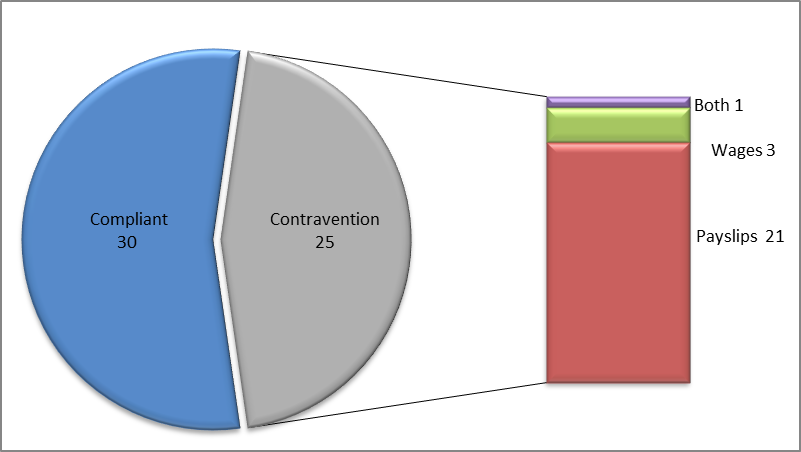 Compliant
30
Contravention
25
Both 1
Wages 3
Payslips 21